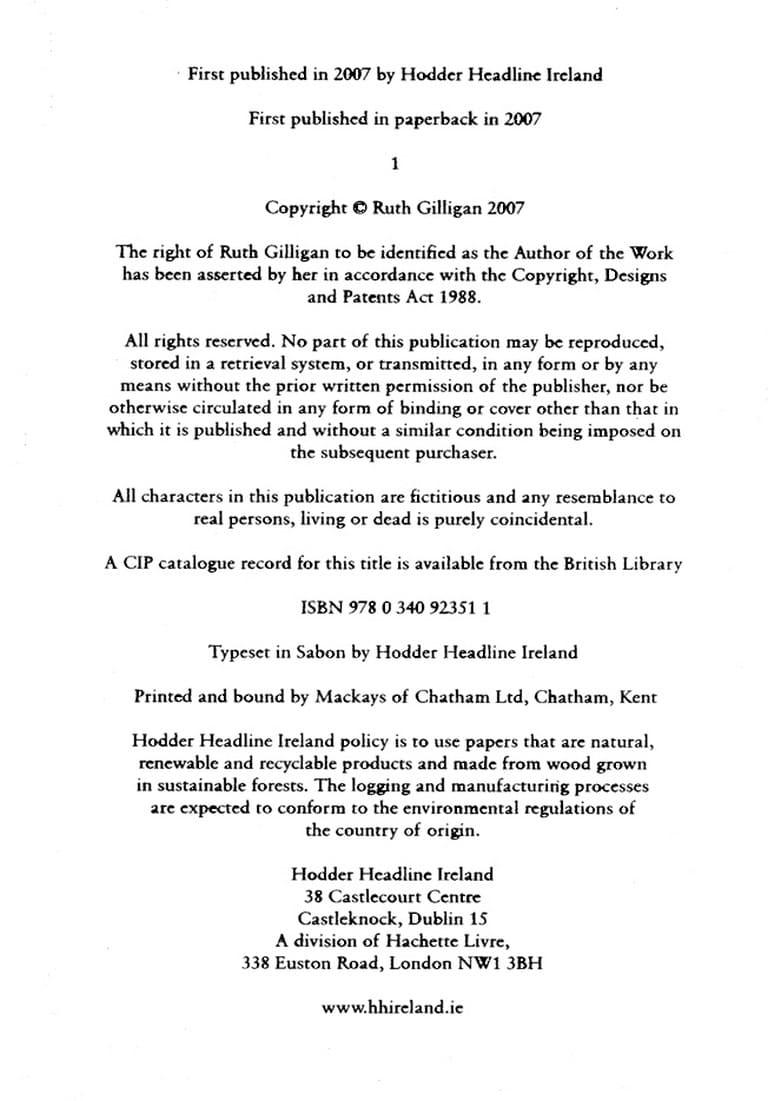 First published in 2007 by Hodder Headline Ireland
First published in paperback in 2007
1
Copyright © Ruth Gilligan 2007
The right of Ruth Gilligan to be identified as the Author of the Work
has been asserted by her in accordance with the Copyright, Designs
and Patents Act 1988.
All rights reserved. No part of this publication may be reproduced,
stored in a retrieval system, or transmitted, in any form or by any
means without the prior written permission of the publisher, nor be
otherwise circulated in any form of binding or cover other than that in
which it is published and without a similar condition being imposed on
the subsequent purchaser.
All characters in this publication are fictitious and any resemblance to
real persons, living or dead is purely coincidental.
A CIP catalogue record for this title is available from the British Library
ISBN 978 0 340 92351 1
Typeset in Sabon by Hodder Headline Ireland
Printed and bound by Mackays of Chatham Ltd, Chatham, Kent
Hodder Headline Ireland policy is to use papers that are natural,
renewable and recyclable products and made from wood grown
in sustainable forests. The logging and manufacturing processes
are expected to conform to the environmental regulations of
the country of origin.
Hodder Headline Ireland
38 Castlecourt Centre
Castleknock, Dublin 15
A division of Hachette Livre,
338 Euston Road, London NW1 3BH
www.hhireland.ie